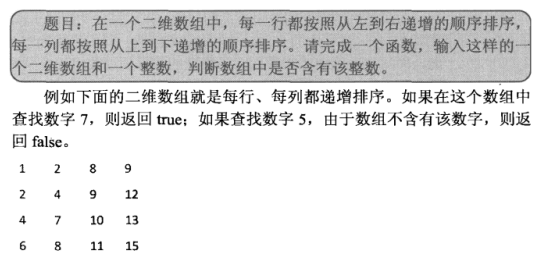 题目：在一个二维数组中，每一行都按照从左到右递增的顺序排序，
每一列都按照从上到下递增的顺序排序。请完成一个函数，输入这样的一
个二维数组和一个整数，判断数组中是否含有该整数。
例如下面的二维数组就是每行、每列都递增排序。如果在这个数组中
查找数字 7，则返回 true；如果查找数字 5，由于数组不含有该数字，则返
回 false。
1 2 8 9
2 4 9 12
4 7 10 13
6 8 11 15